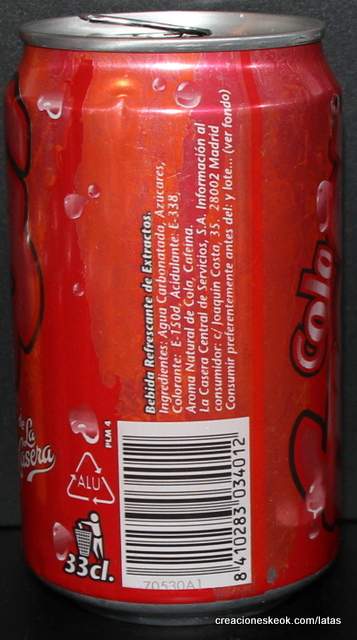 Bebida Refrescante de Extractos.
Ingredientes: Agua Carbonatada, Azúcares,
Colorante: E-150d, Acidulante: E-338,
Aroma Natural de Cola, Cafeína.
La Casera Central de Servicios, S.A. Información al
consumidor: c/ Joaquín Costa, 35, 28002 Madrid
Consumir preferentemente antes del: y lote... (ver fondo)
Cola
de La
Casera
PLM 4
ALU
33cl.
8 410283 034012
70530A1
creacioneskeok.com/latas